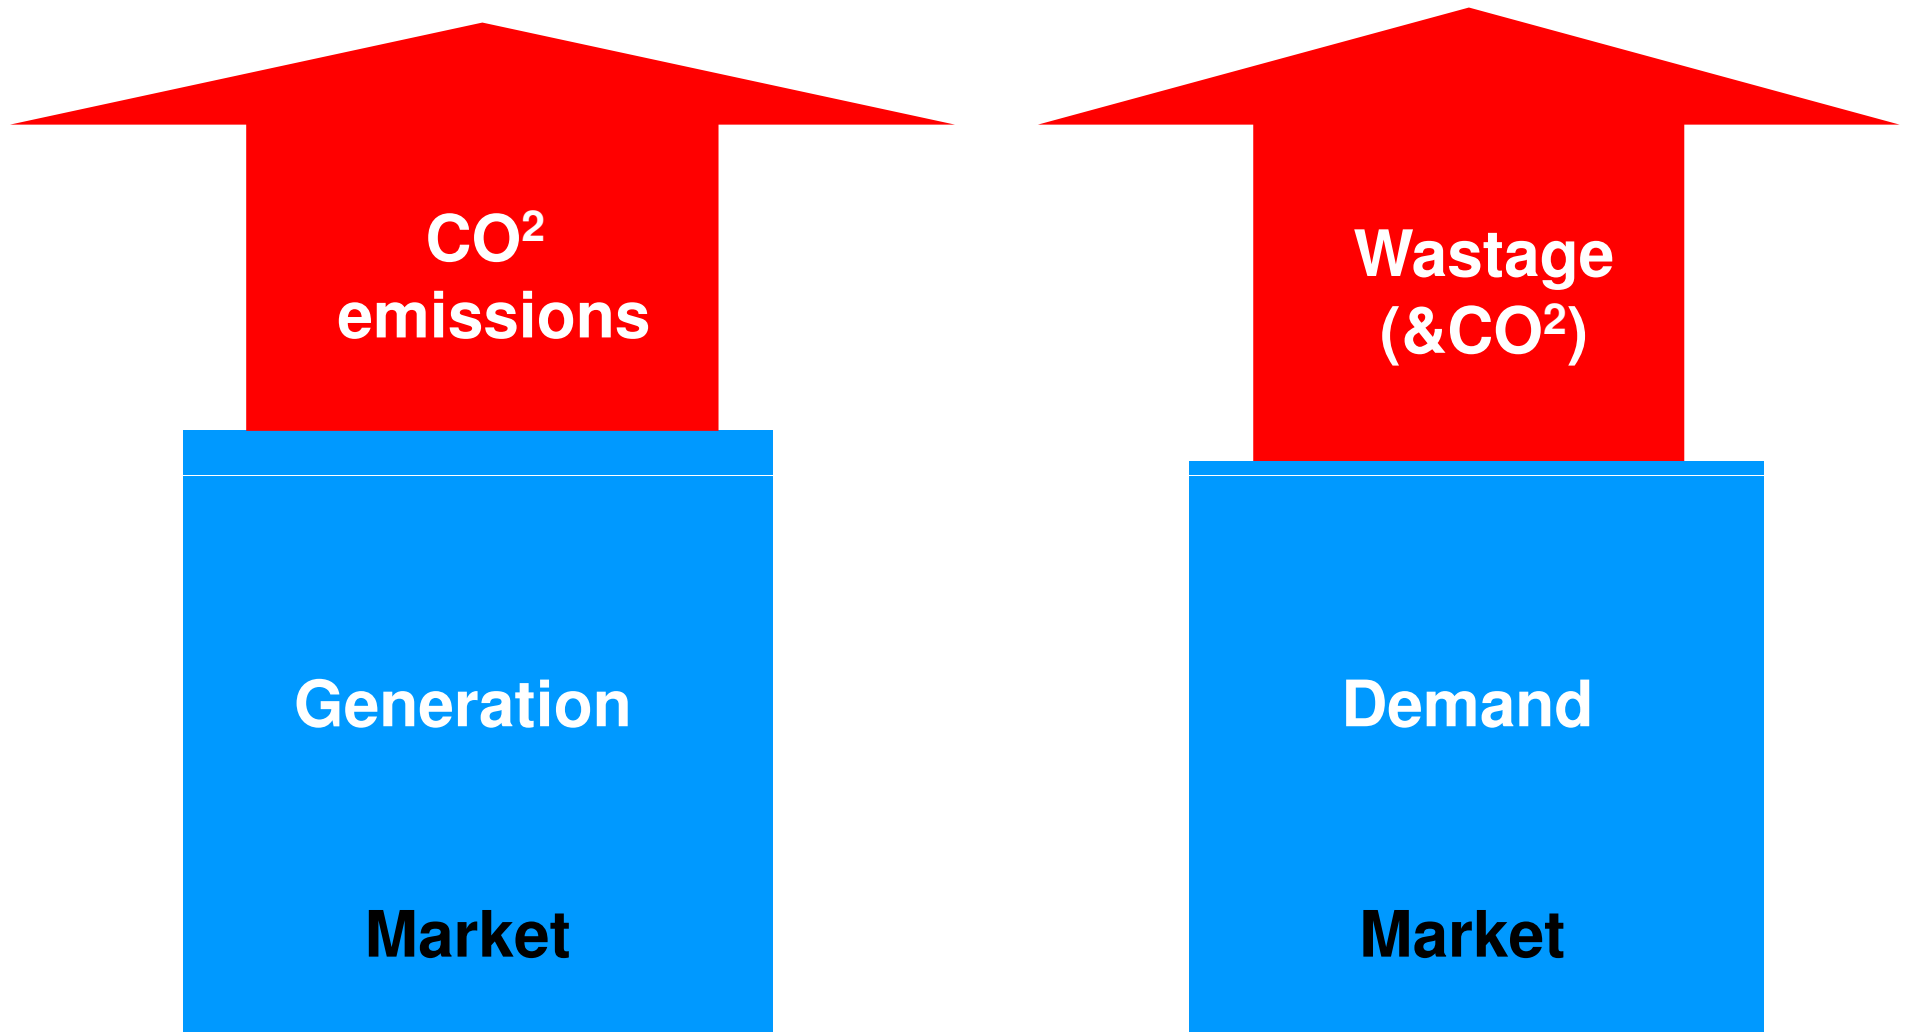 CO²
emissions
Generation
Market
Wastage
(&CO²)
Demand
Market